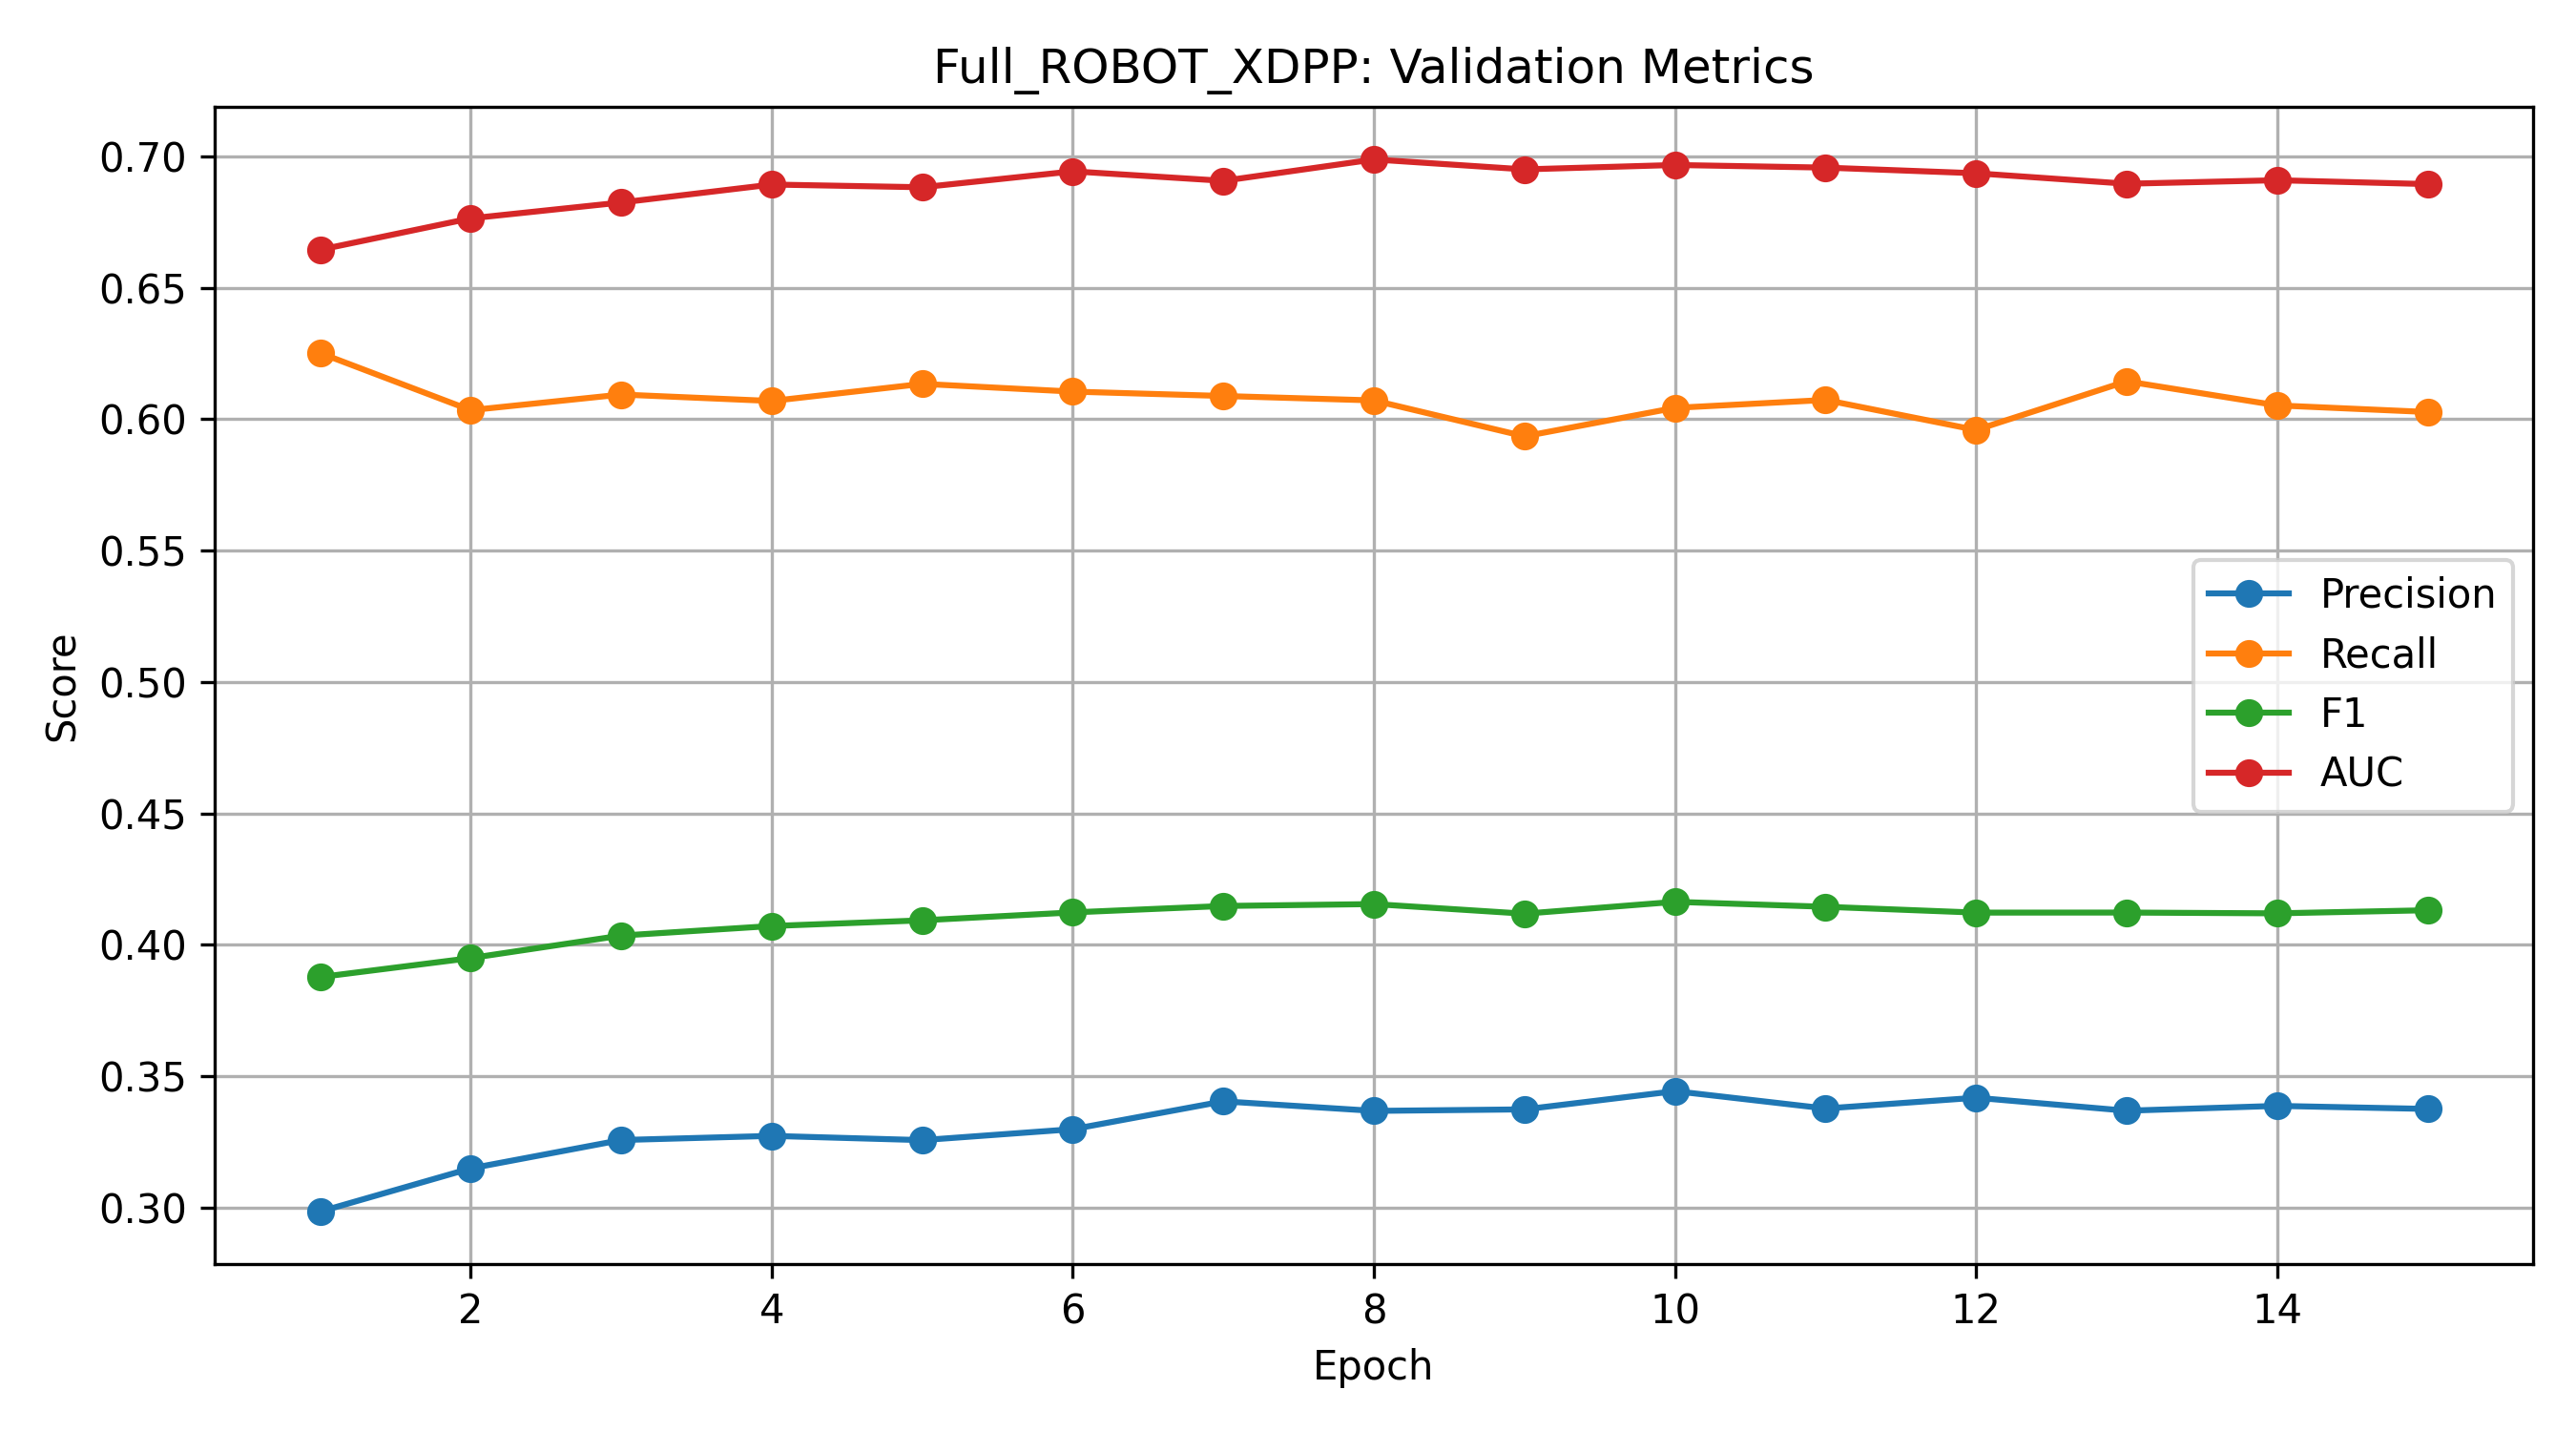 Full_ROBOT_XDPP: Validation Metrics
Score
0.70
0.65
0.60
0.55
0.50
0.45
0.40
0.35
0.30
Precision
Recall
F1
AUC
2 4 6 8 10 12 14
Epoch